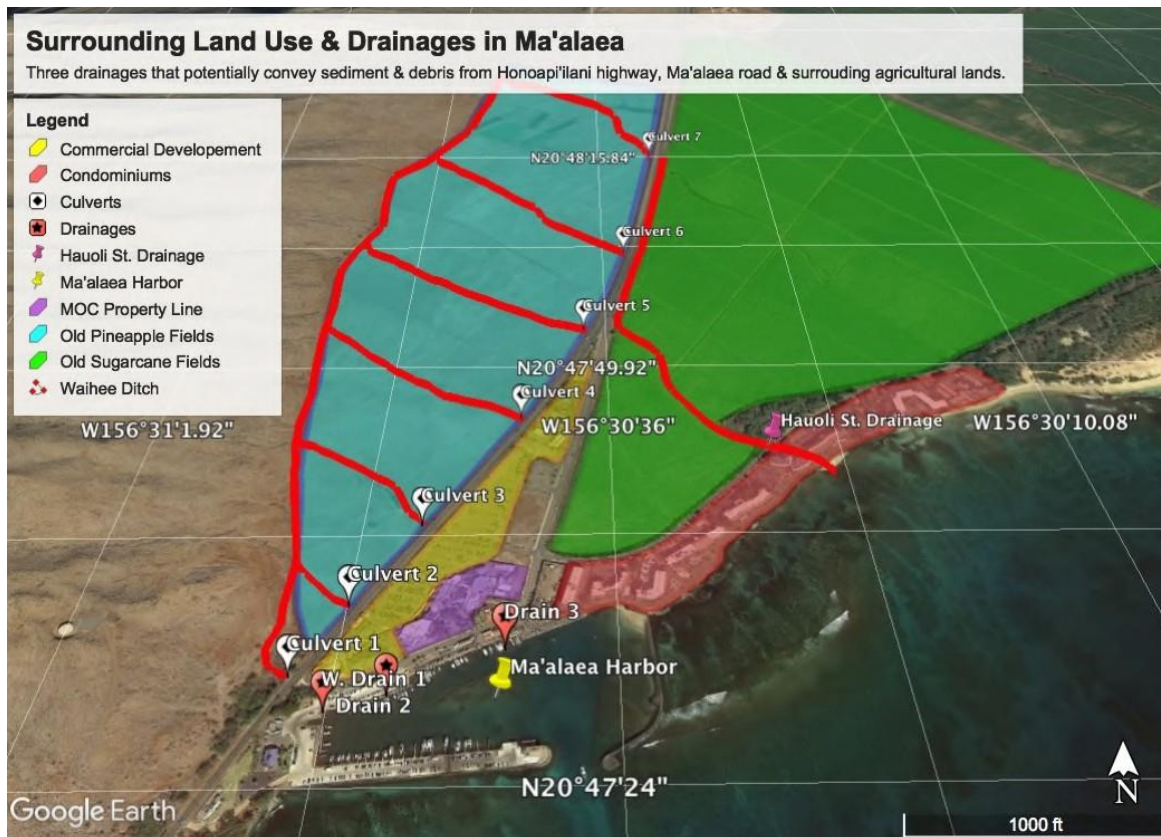 Surrounding Land Use & Drainages in Ma'alaea
Three drainages that potentially convey sediment & debris from Honoapi'ilani highway, Ma'alaea road & surrouding agricultural lands.
Legend
Commercial Developement
Condominiums
Culverts
Drainages
Hauoli St. Drainage
Ma'alaea Harbor
MOC Property Line
Old Pineapple Fields
Old Sugarcane Fields
Waihee Ditch
Culvert 7
N20°48'15.84"
Culvert 6
Culvert 5
N20°47'49.92"
Culvert 4
W156°31'1.92"
W156°30'36"
Hauoli St. Drainage
W156°30'10.08"
Culvert 3
Culvert 2
Drain 3
Culvert 1
Ma'alaea Harbor
W. Drain 1
Drain 2
N20°47'24"
N
Google Earth
1000 ft